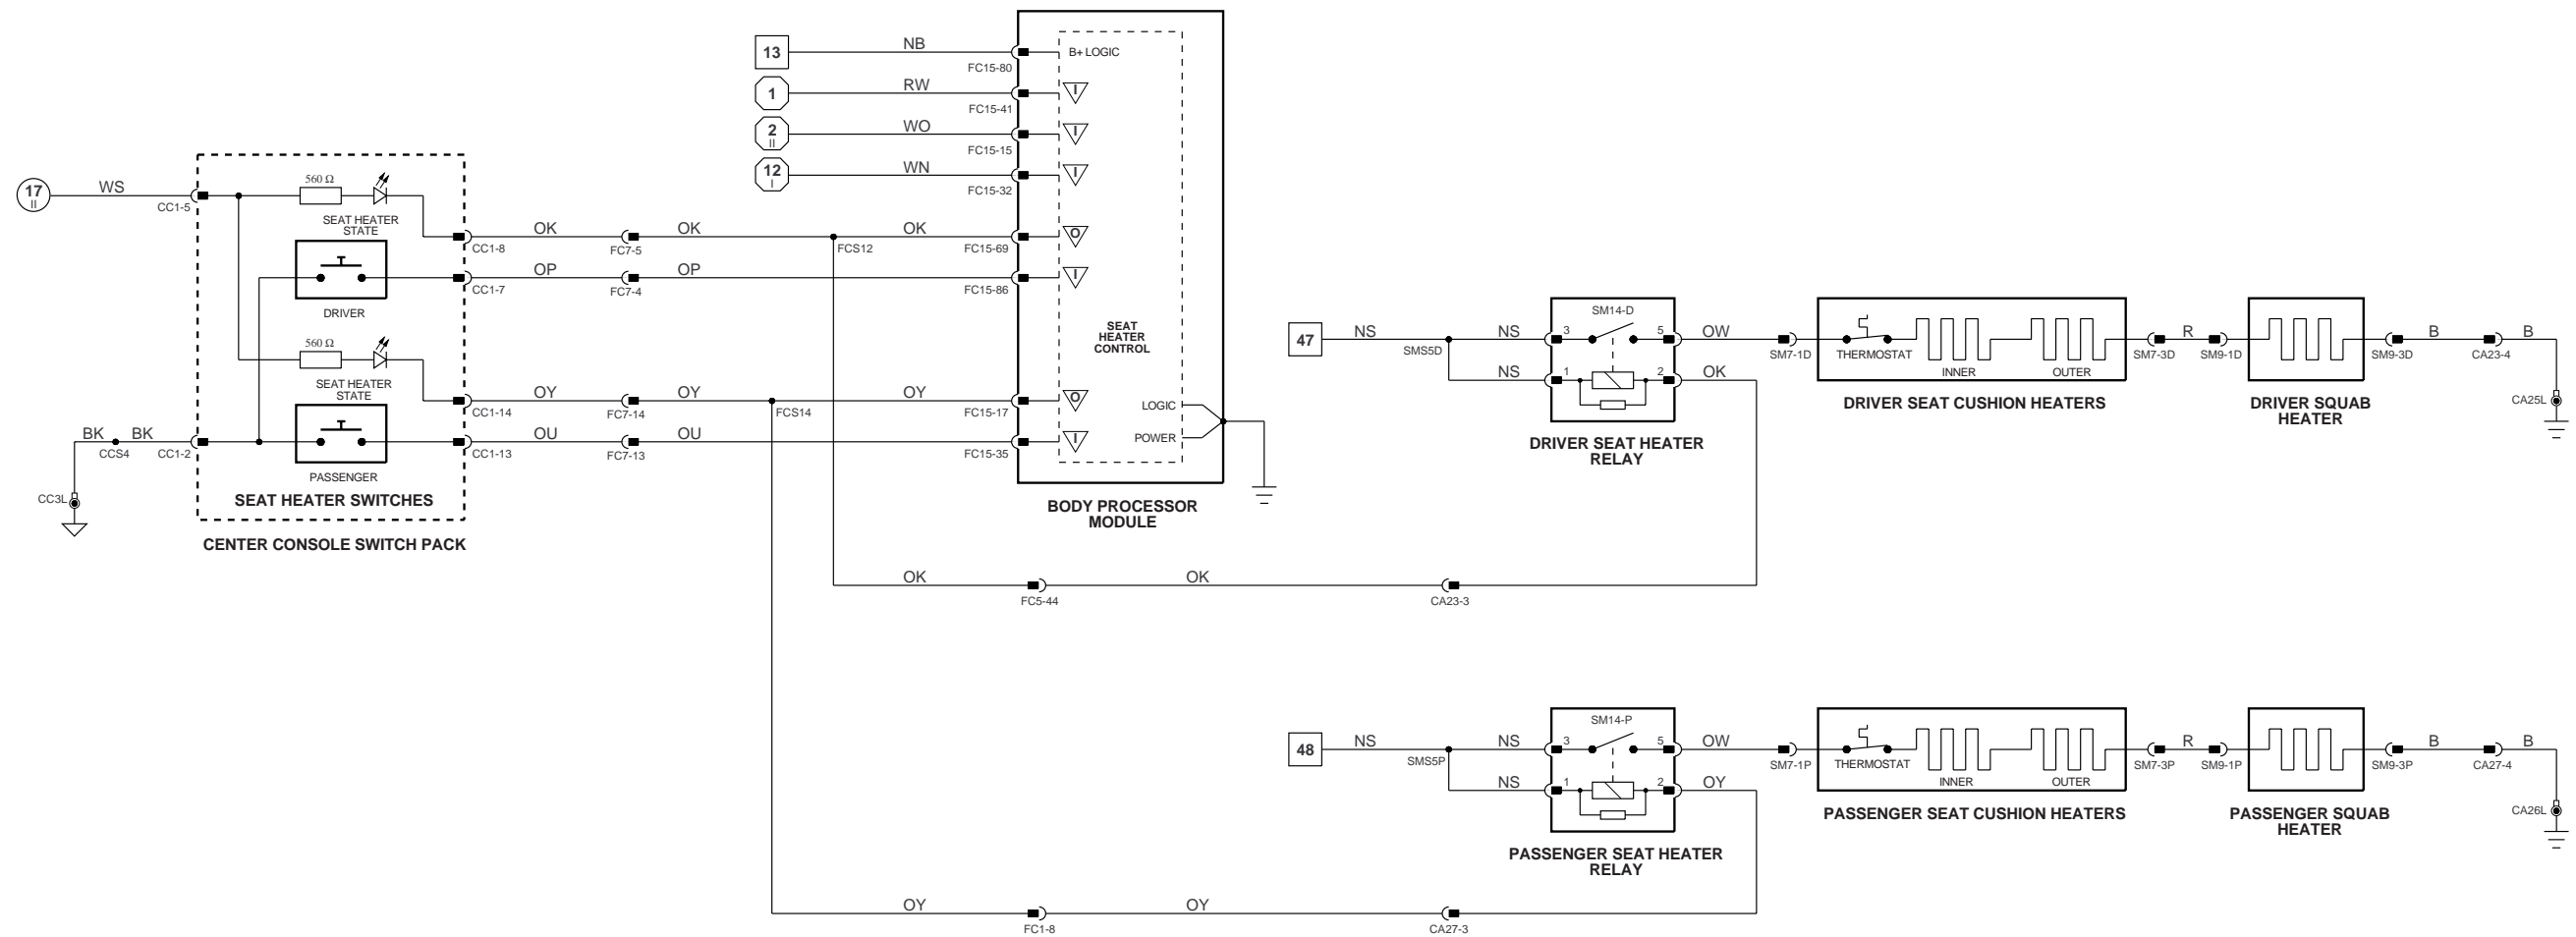 13
NB
FC15-80
B+ LOGIC
1
RW
FC15-41
I
2
II
WO
FC15-15
I
12
I
WN
FC15-32
I
17
II
WS
CC1-5
560 Ω
SEAT HEATER
STATE
CC1-8
OK
FC7-5
OK
FCS12
OK
FC15-69
O
DRIVER
CC1-7
OP
FC7-4
OP
FC15-86
I
560 Ω
SEAT HEATER
STATE
CC1-14
OY
FC7-14
OY
FCS14
OY
FC15-17
O
SEAT
HEATER
CONTROL
LOGIC
POWER
CC3L
BK
CCS4
BK
CC1-2
PASSENGER
CC1-13
OU
FC7-13
OU
FC15-35
I
SEAT HEATER SWITCHES
CENTER CONSOLE SWITCH PACK
BODY PROCESSOR
MODULE
OK
FC5-44
OK
CA23-3
47
NS
SMS5D
NS
NS
SM14-D
3
5
1
2
OW
OK
DRIVER SEAT HEATER
RELAY
SM7-1D
THERMOSTAT
INNER
OUTER
DRIVER SEAT CUSHION HEATERS
SM7-3D
R
SM9-1D
DRIVER SQUAB
HEATER
SM9-3D
B
CA23-4
B
CA25L
48
NS
SMS5P
NS
NS
SM14-P
3
5
1
2
OW
OY
PASSENGER SEAT HEATER
RELAY
SM7-1P
THERMOSTAT
INNER
OUTER
PASSENGER SEAT CUSHION HEATERS
SM7-3P
R
SM9-1P
PASSENGER SQUAB
HEATER
SM9-3P
B
CA27-4
B
CA26L
OY
FC1-8
OY
CA27-3